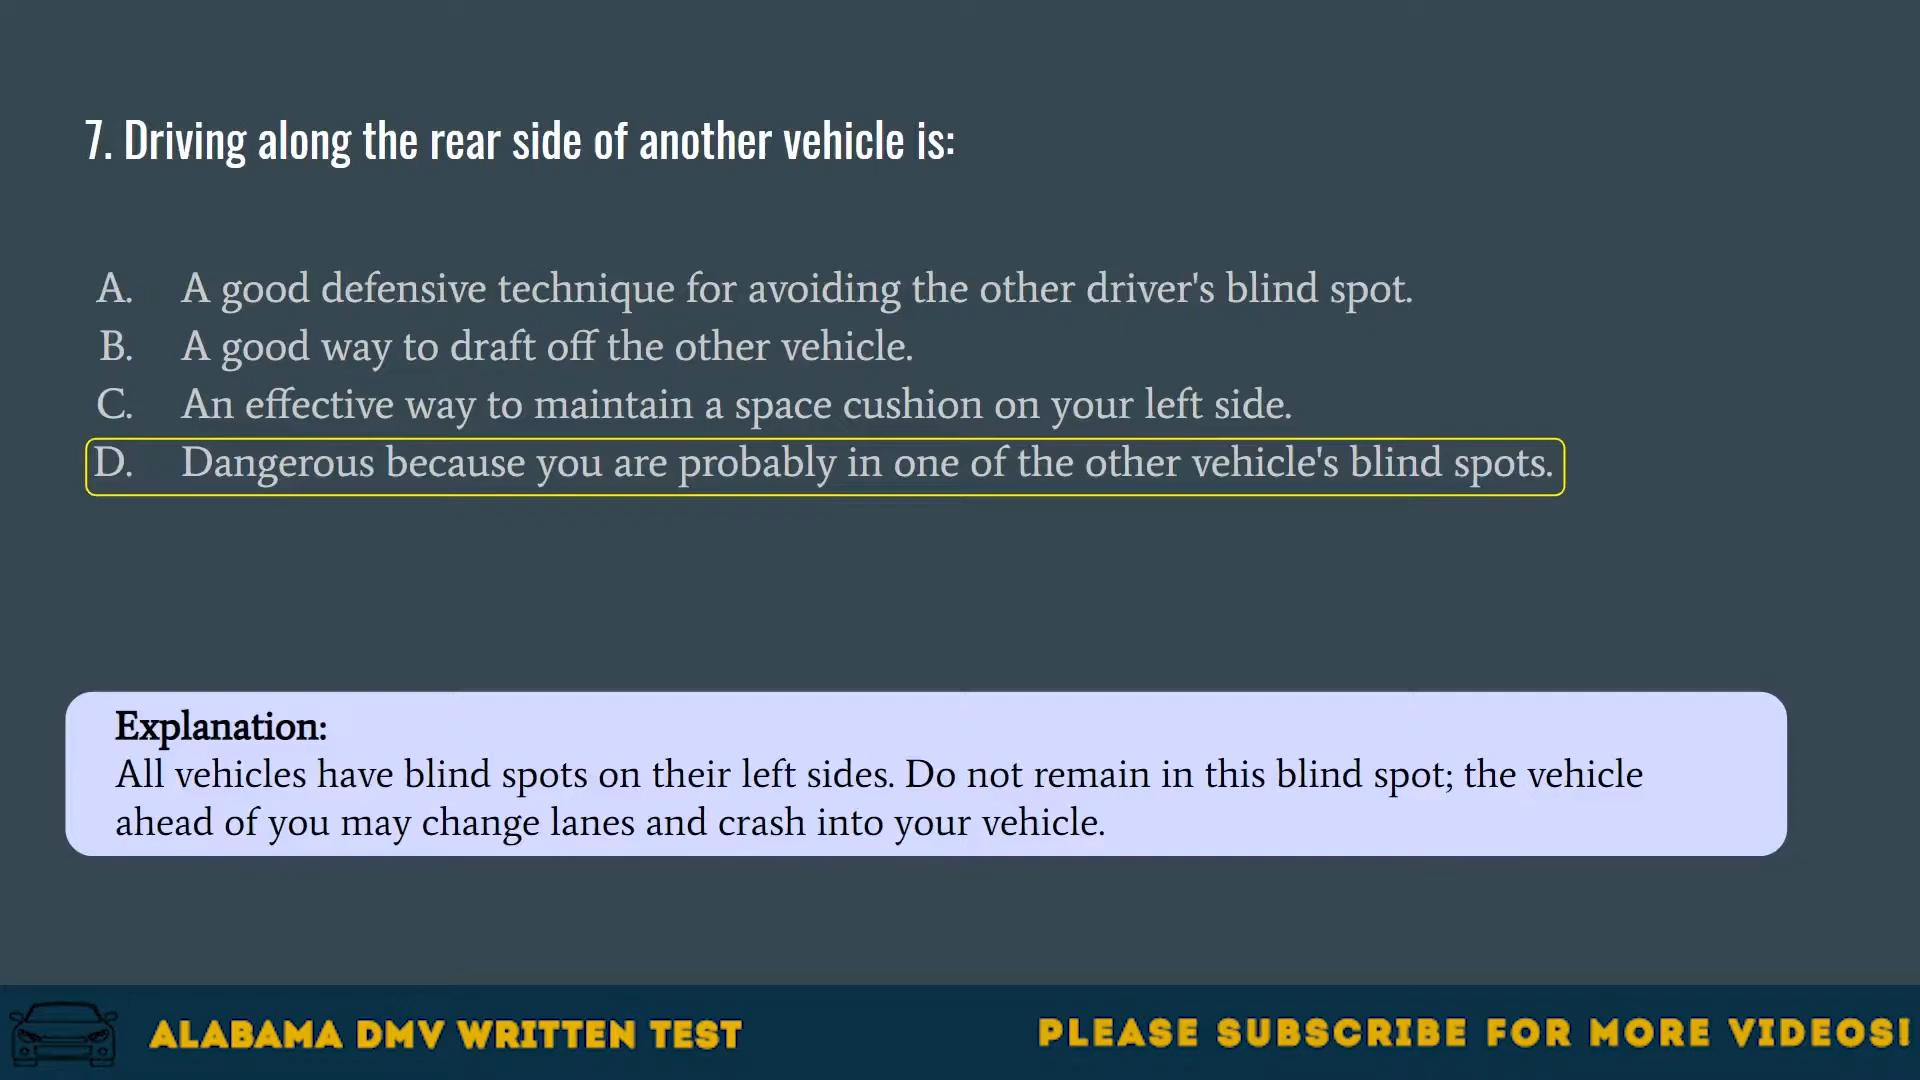 7. Driving along the rear side of another vehicle is:
A. A good defensive technique for avoiding the other driver's blind spot.
B. A good way to draft off the other vehicle.
C. An effective way to maintain a space cushion on your left side.
D. Dangerous because you are probably in one of the other vehicle's blind spots.
Explanation:
All vehicles have blind spots on their left sides. Do not remain in this blind spot; the vehicle
ahead of you may change lanes and crash into your vehicle.
ALABAMA DMV WRITTEN TEST
PLEASE SUBSCRIBE FOR MORE VIDEOS!